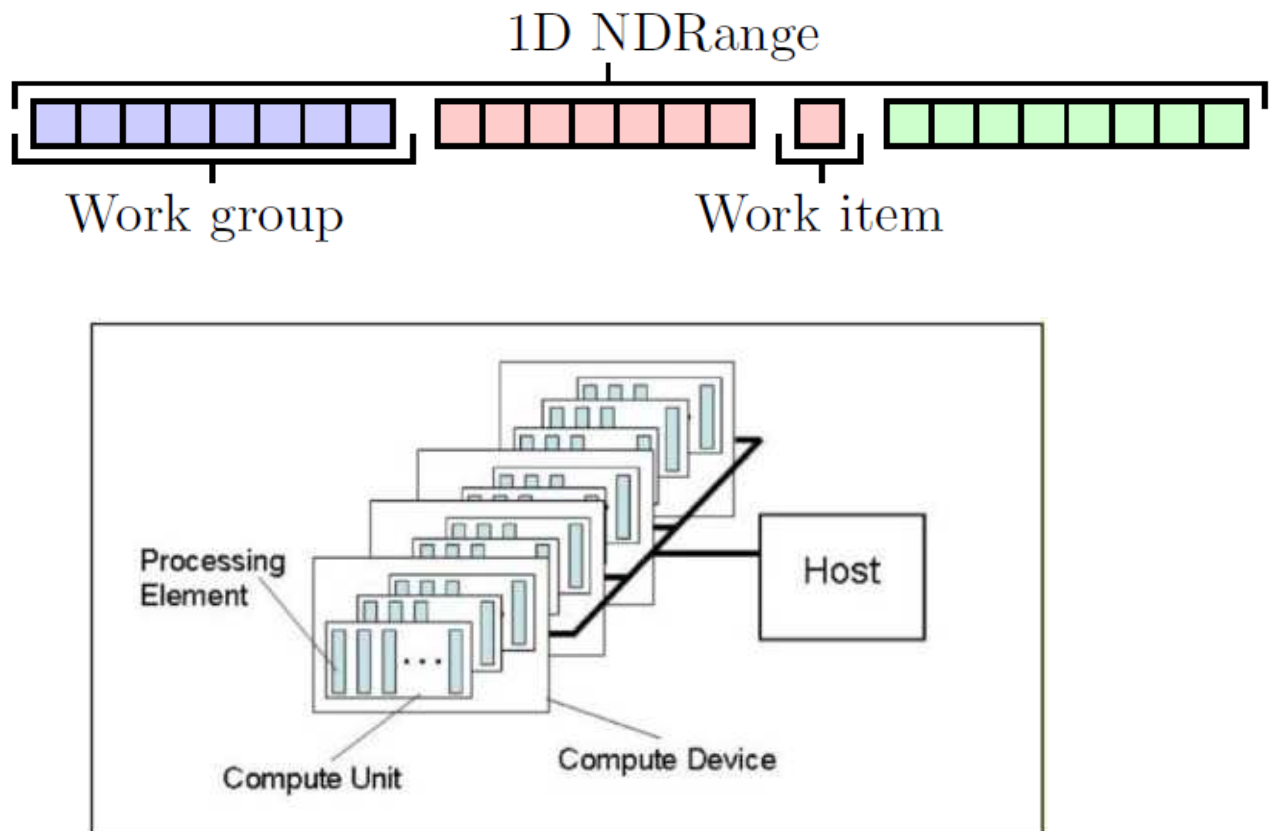 1D NDRange
Work group
Work item
Processing
Element
Host
Compute Unit
Compute Device